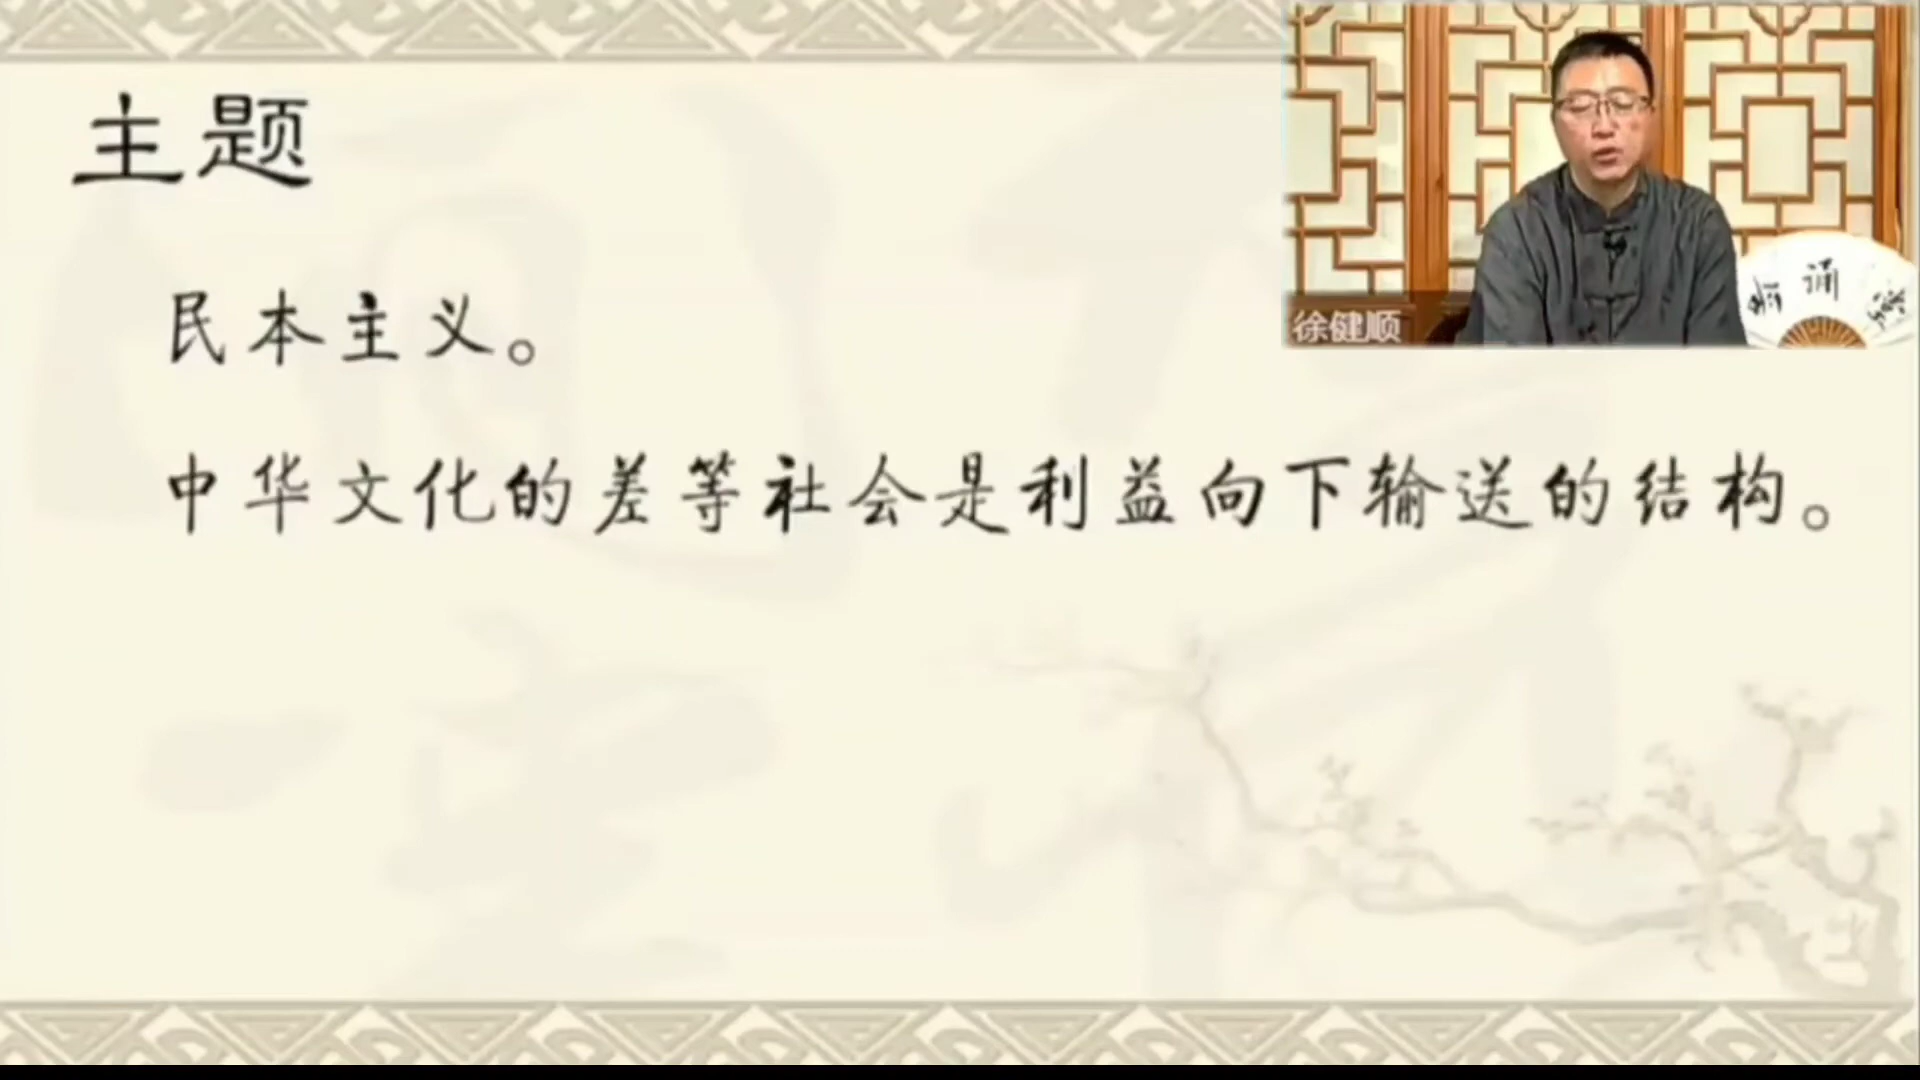 主题
民本主义。
中华文化的差等社会是利益向下输送的结构。
徐健顺
诵